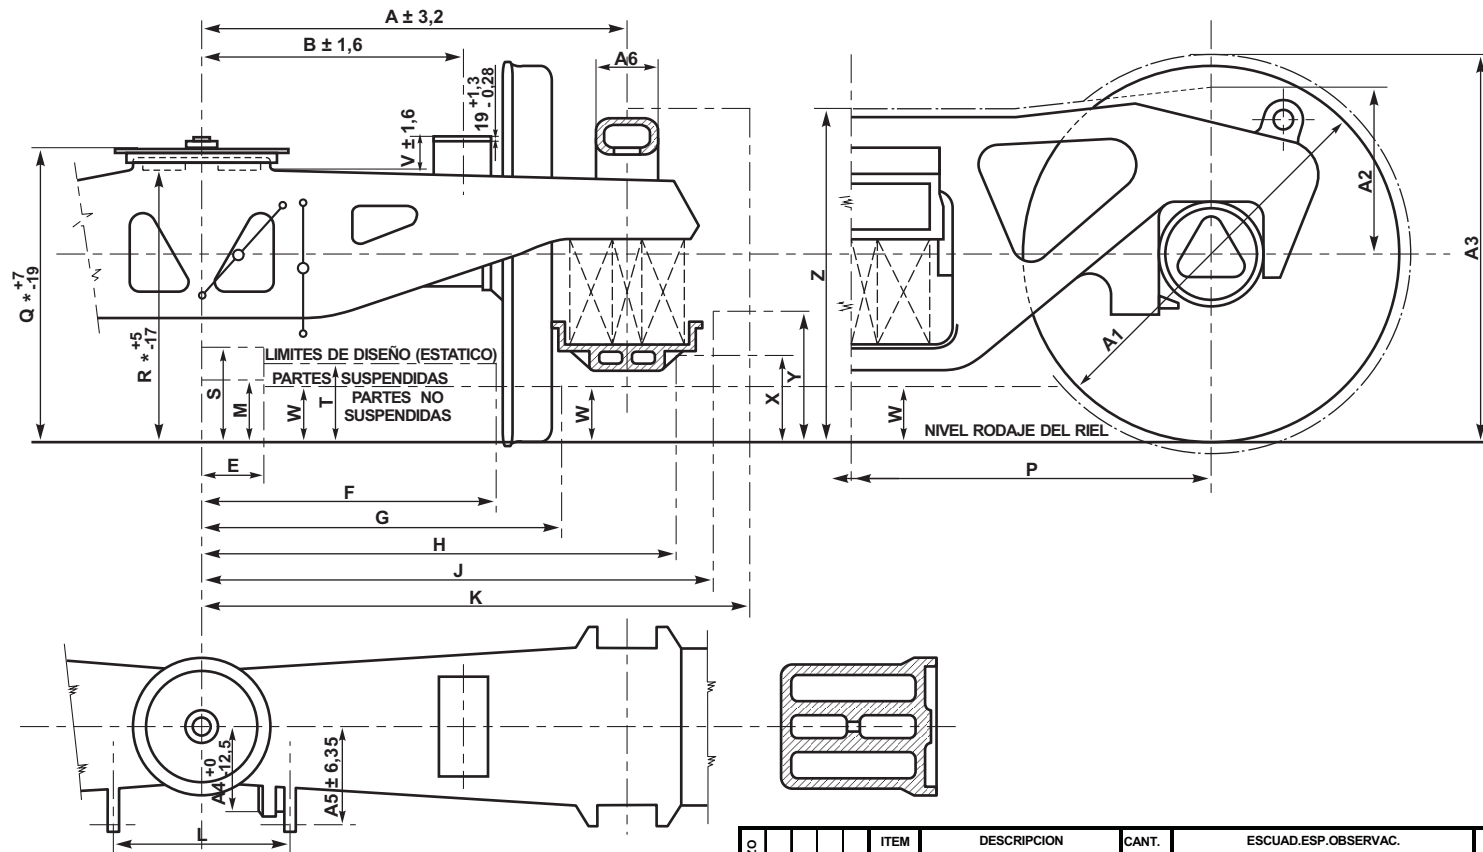 A ± 3,2
B ± 1,6
A6
19 +1,3 - 0,28
V ± 1,6
Q * +7 -19
R * +5 -17
LIMITES DE DISEÑO (ESTATICO)
PARTES SUSPENDIDAS
PARTES NO
SUSPENDIDAS
S
M
W
T
W
X
Y
Z
W
A1
A2
A3
NIVEL RODAJE DEL RIEL
E
P
F
G
H
J
K
A4 +0 -12,5
A5 ± 6,35
L
ITEM DESCRIPCION CANT. ESCUAD.ESP.OBSERVAC.